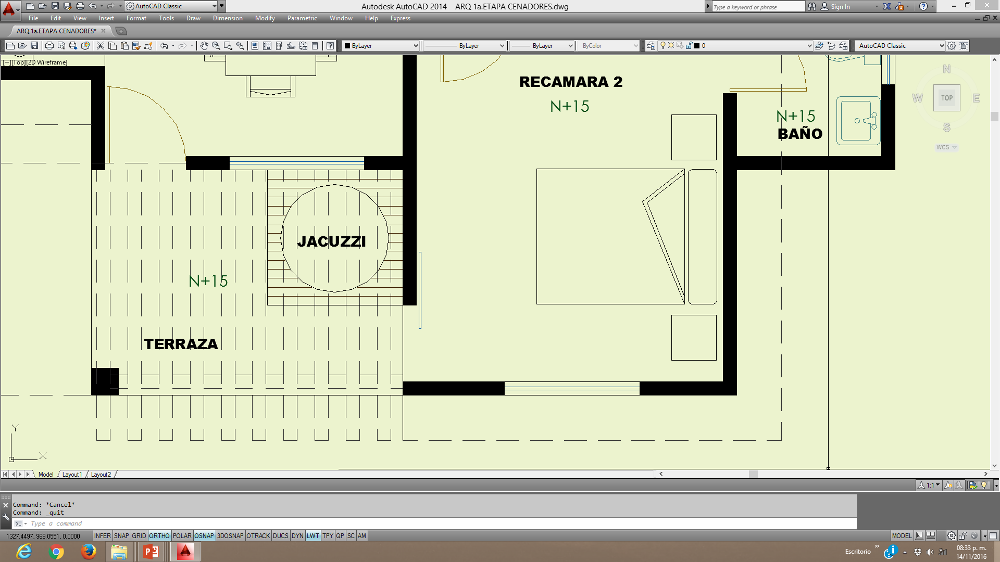 AutoCAD Classic
Autodesk AutoCAD 2014 ARQ 1a.ETAPA CENADORES.dwg
Type a keyword or phrase
Sign In
File Edit View Insert Format Tools Draw Dimension Modify Parametric Window Help Express
ARQ 1a.ETAPA CENADORES*
ByLayer ByLayer ByLayer ByColor 0 AutoCAD Classic
[−][Top][2D Wireframe]
RECAMARA 2
N+15
N+15
BAÑO
N
W TOP E
S
WCS
JACUZZI
N+15
TERRAZA
Y
X
Model Layout1 Layout2
1:1
Command: *Cancel*
Command: _quit
Type a command
1327.4497, 969.0551, 0.0000 INFER SNAP GRID ORTHO POLAR OSNAP 3DOSNAP OTRACK DUCS DYN LWT TPY QP SC AM MODEL
Escritorio
08:33 p. m.
14/11/2016